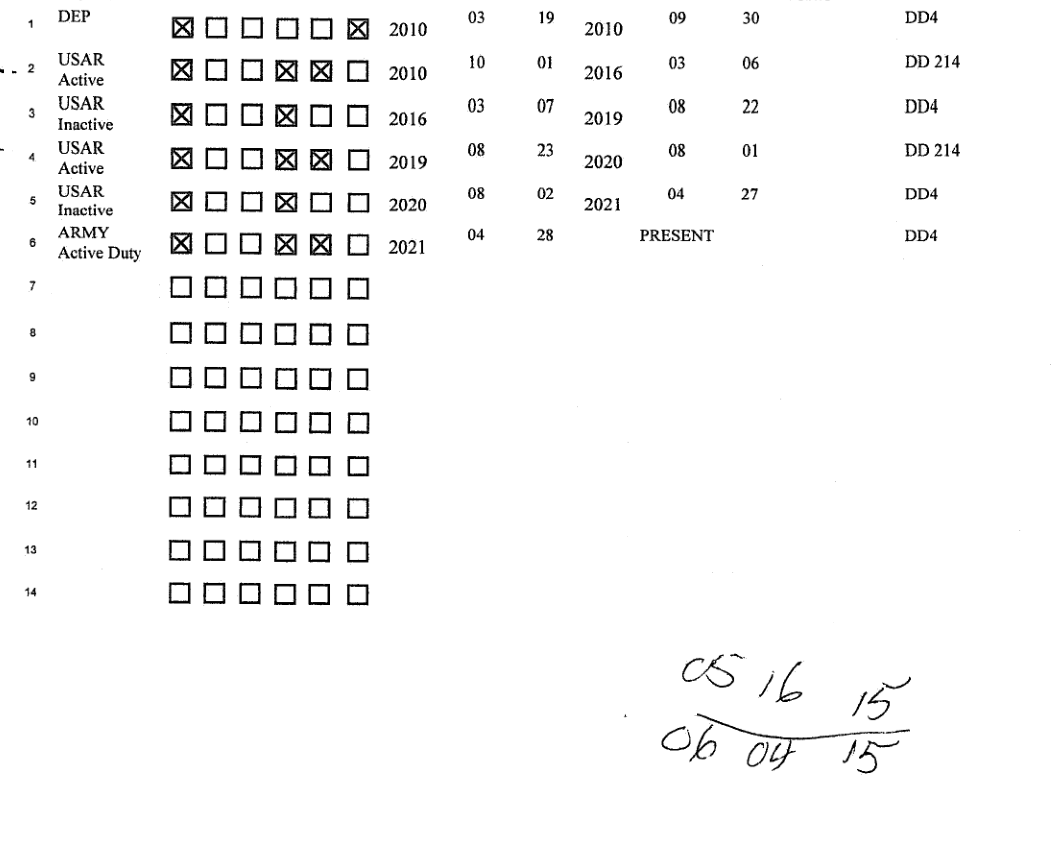 1 DEP ☒ ☐ ☐ ☐ ☐ ☒ 2010 03 19 2010 09 30 DD4
2 USAR Active ☒ ☐ ☐ ☒ ☒ ☐ 2010 10 01 2016 03 06 DD 214
3 USAR Inactive ☒ ☐ ☐ ☒ ☐ ☐ 2016 03 07 2019 08 22 DD4
4 USAR Active ☒ ☐ ☐ ☒ ☒ ☐ 2019 08 23 2020 08 01 DD 214
5 USAR Inactive ☒ ☐ ☐ ☒ ☐ ☐ 2020 08 02 2021 04 27 DD4
6 ARMY Active Duty ☒ ☐ ☐ ☒ ☒ ☐ 2021 04 28 PRESENT DD4
7 ☐ ☐ ☐ ☐ ☐ ☐
8 ☐ ☐ ☐ ☐ ☐ ☐
9 ☐ ☐ ☐ ☐ ☐ ☐
10 ☐ ☐ ☐ ☐ ☐ ☐
11 ☐ ☐ ☐ ☐ ☐ ☐
12 ☐ ☐ ☐ ☐ ☐ ☐
13 ☐ ☐ ☐ ☐ ☐ ☐
14 ☐ ☐ ☐ ☐ ☐ ☐
05 16 15
06 04 15